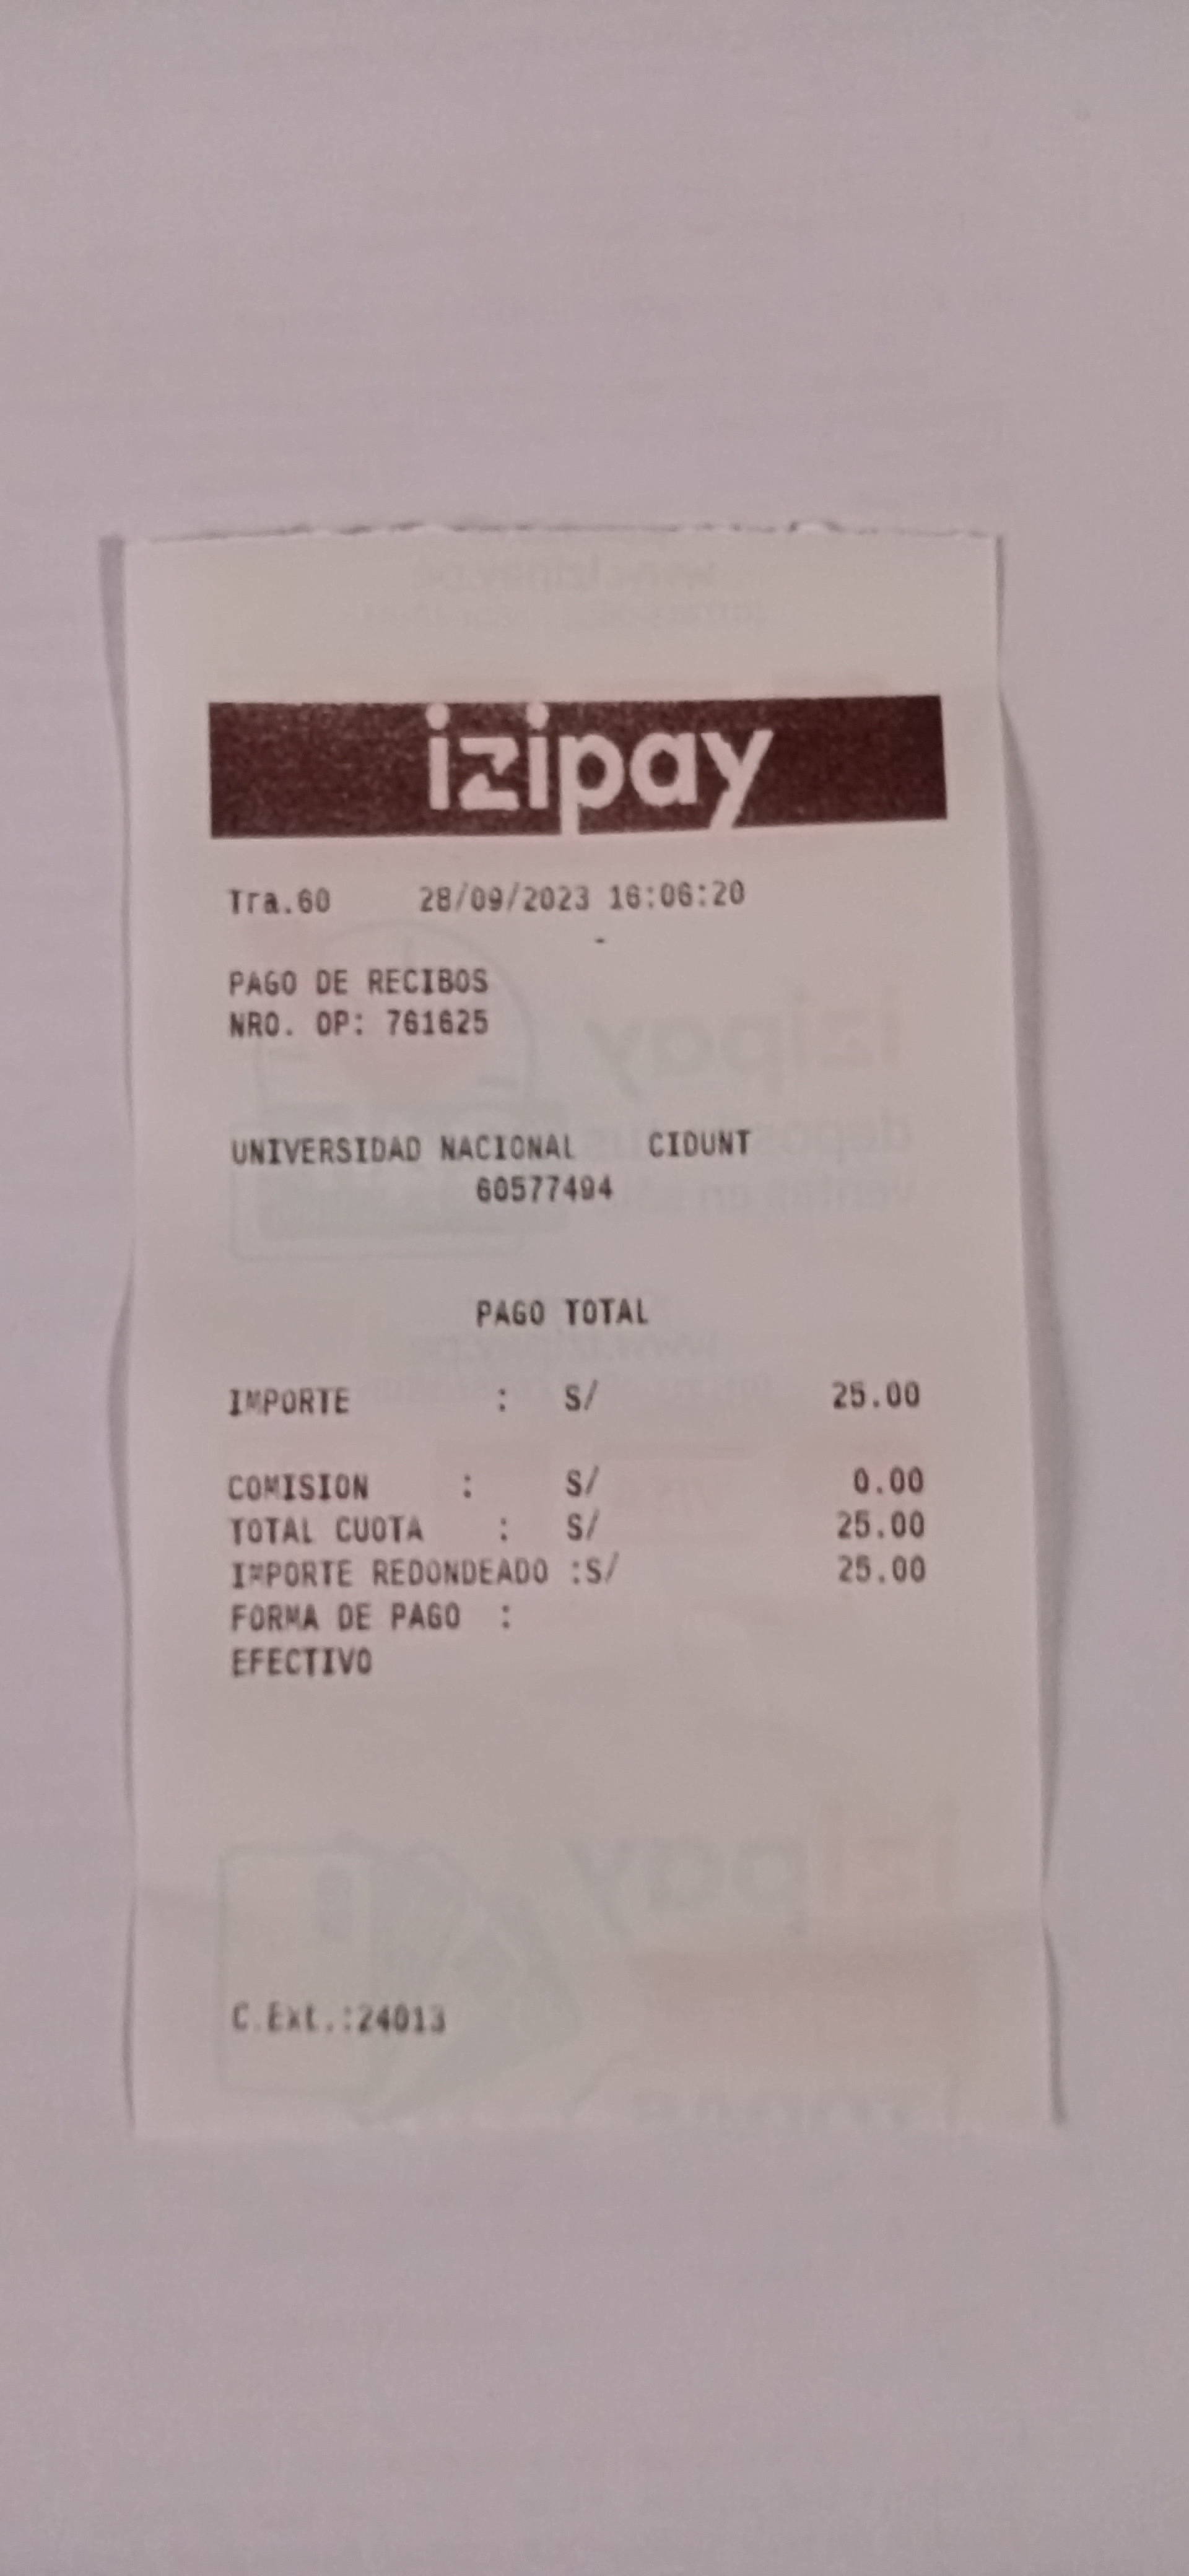 izipay
Tra.60 28/09/2023 16:06:20
-
PAGO DE RECIBOS
NRO. OP: 761625
UNIVERSIDAD NACIONAL CIDUNT
60577494
PAGO TOTAL
IMPORTE : S/ 25.00
COMISION : S/ 0.00
TOTAL CUOTA : S/ 25.00
IMPORTE REDONDEADO :S/ 25.00
FORMA DE PAGO :
EFECTIVO
C.Ext.:24013